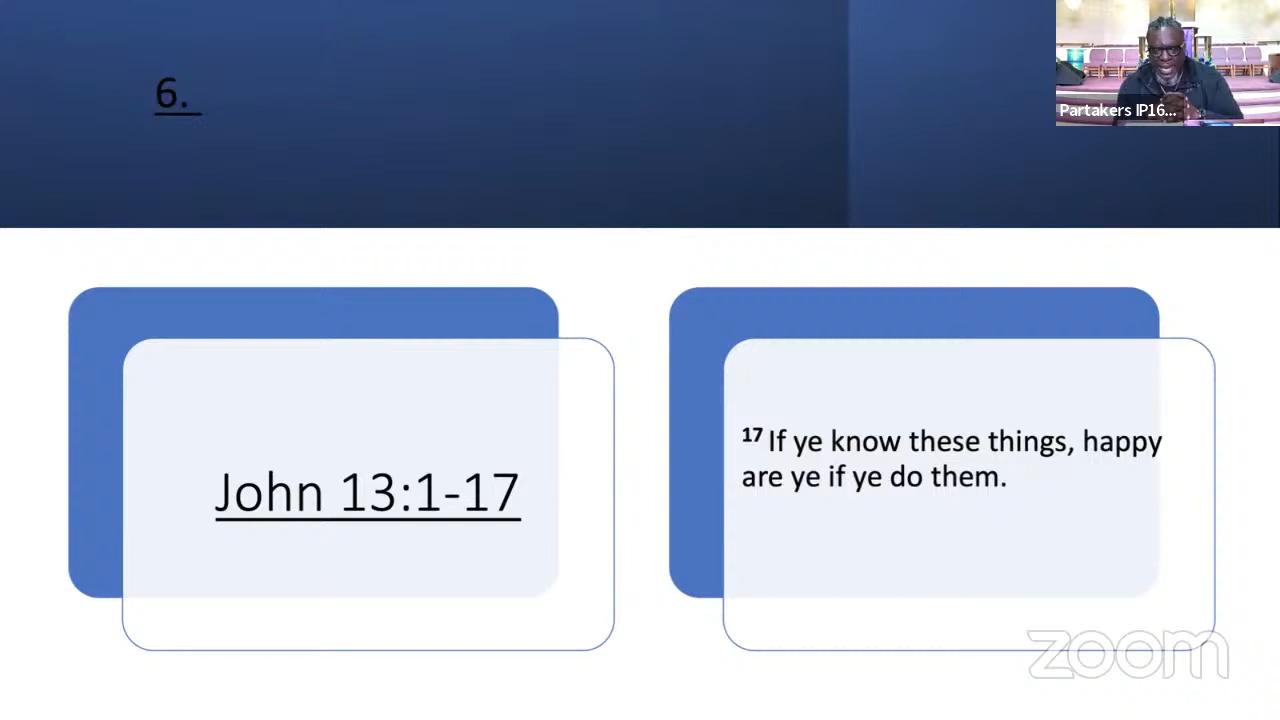 6.
Partakers IP16...
John 13:1-17
17 If ye know these things, happy
are ye if ye do them.
zoom